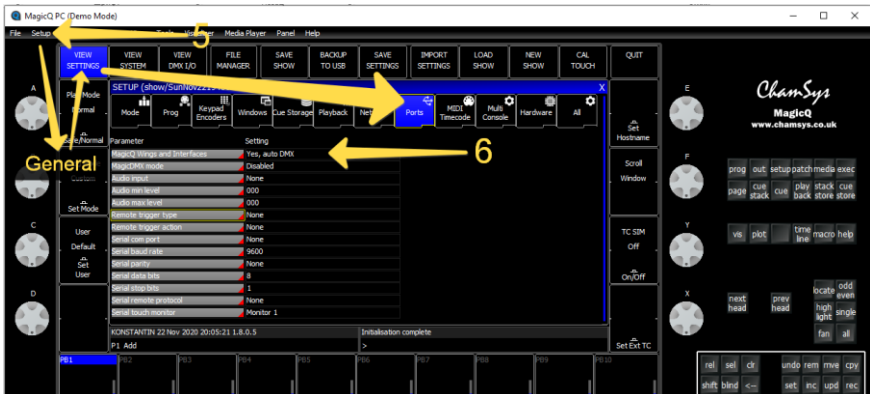 MagicQ PC (Demo Mode)
File Setup Tools Visualiser Media Player Panel Help
5
VIEW SETTINGS
VIEW SYSTEM
VIEW DMX I/O
FILE MANAGER
SAVE SHOW
BACKUP TO USB
SAVE SETTINGS
IMPORT SETTINGS
LOAD SHOW
NEW SHOW
CAL TOUCH
QUIT
SETUP (show/SunNov2219 X
Mode
Prog
Keypad Encoders
Windows
Cue Storage
Playback
Ports
MIDI Timecode
Multi Console
Hardware
All
A
Play Mode
Normal
Safe/Normal
General
Set Mode
C
User
Default
Set User
D
Parameter Setting
MagicQ Wings and Interfaces Yes, auto DMX
6
MagicDMX mode Disabled
Audio input None
Audio min level 000
Audio max level 000
Remote trigger type None
Remote trigger action None
Serial com port None
Serial baud rate 9600
Serial parity None
Serial data bits 8
Serial stop bits 1
Serial remote protocol None
Serial touch monitor Monitor 1
KONSTANTIN 22 Nov 2020 20:05:21 1.8.0.5 Initialisation complete
P1 Add >
E
Set Hostname
F
Scroll
Window
Y
TC SIM
Off
On/Off
X
Set Ext TC
PB1 PB2 PB3 PB4 PB5 PB6 PB7 PB8 PB9 PB10
ChamSys
MagicQ
www.chamsys.co.uk
prog out setup patch media exec
page cue stack cue play back stack store cue store
vis plot time line macro help
locate odd even
next head prev head high light single
fan all
rel sel clr undo rem mve cpy
shift blind <-- set inc upd rec